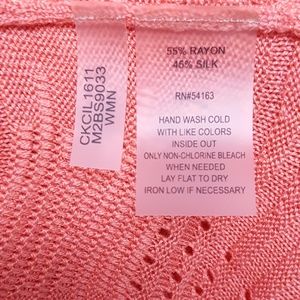 CKCIL1611
M2BS9033
WMN
55% RAYON
45% SILK
RN#54163
HAND WASH COLD
WITH LIKE COLORS
INSIDE OUT
ONLY NON-CHLORINE BLEACH
WHEN NEEDED
LAY FLAT TO DRY
IRON LOW IF NECESSARY